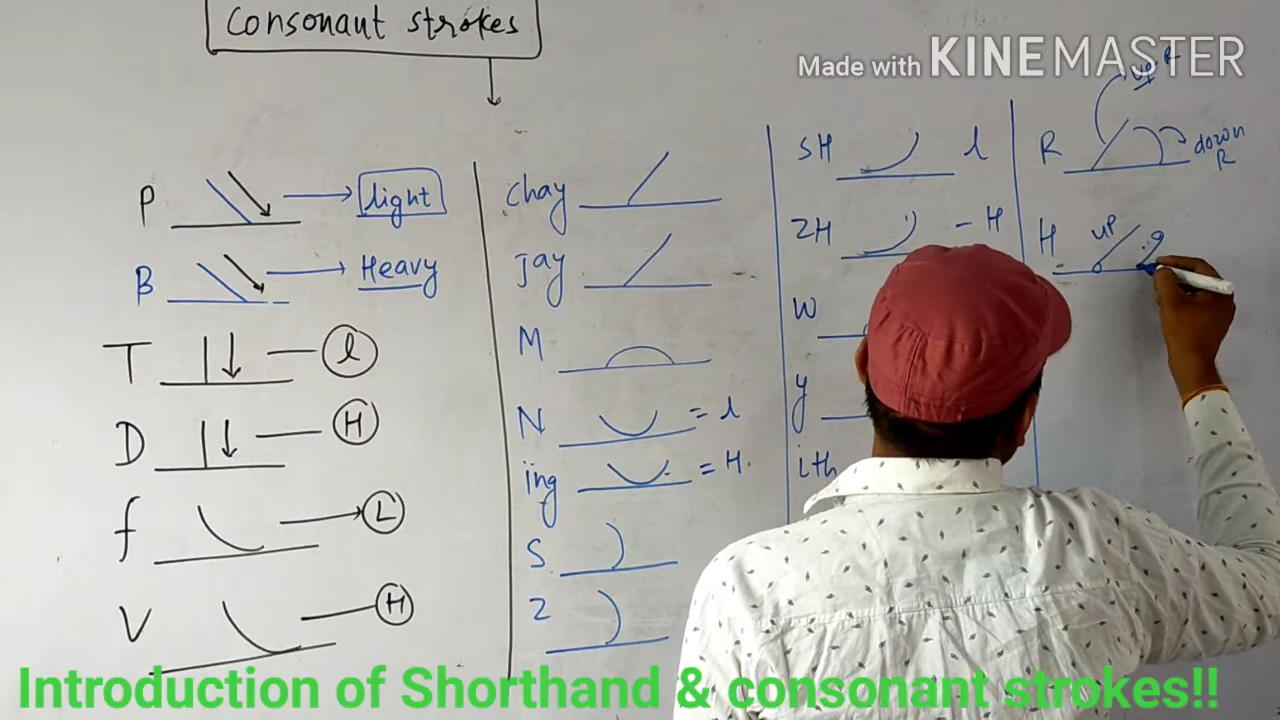 Consonant strokes
Made with KINEMASTER
P light
B Heavy
T l
D H
f L
V H
Chay
Jay
M
N = l
ing = H.
S
Z
SH l
ZH - H
W
y
ith
R up R
down
R
H up
Introduction of Shorthand & consonant strokes!!